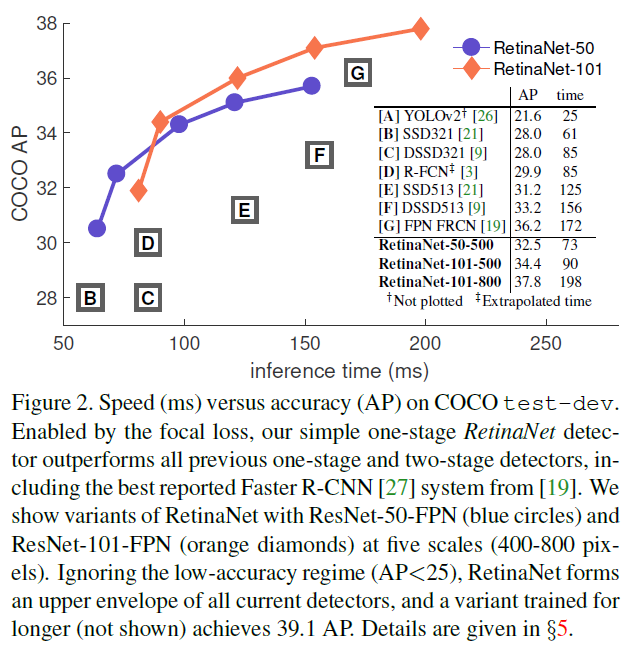 38
36
34
32
30
28
COCO AP
50
100
150
200
250
inference time (ms)
B
C
D
E
F
G
RetinaNet-50
RetinaNet-101
AP time
[A] YOLOv2† [26] 21.6 25
[B] SSD321 [21] 28.0 61
[C] DSSD321 [9] 28.0 85
[D] R-FCN‡ [3] 29.9 85
[E] SSD513 [21] 31.2 125
[F] DSSD513 [9] 33.2 156
[G] FPN FRCN [19] 36.2 172
RetinaNet-50-500 32.5 73
RetinaNet-101-500 34.4 90
RetinaNet-101-800 37.8 198
†Not plotted ‡Extrapolated time
Figure 2. Speed (ms) versus accuracy (AP) on COCO test-dev.
Enabled by the focal loss, our simple one-stage RetinaNet detec-
tor outperforms all previous one-stage and two-stage detectors, in-
cluding the best reported Faster R-CNN [27] system from [19]. We
show variants of RetinaNet with ResNet-50-FPN (blue circles) and
ResNet-101-FPN (orange diamonds) at five scales (400-800 pix-
els). Ignoring the low-accuracy regime (AP<25), RetinaNet forms
an upper envelope of all current detectors, and a variant trained for
longer (not shown) achieves 39.1 AP. Details are given in §5.